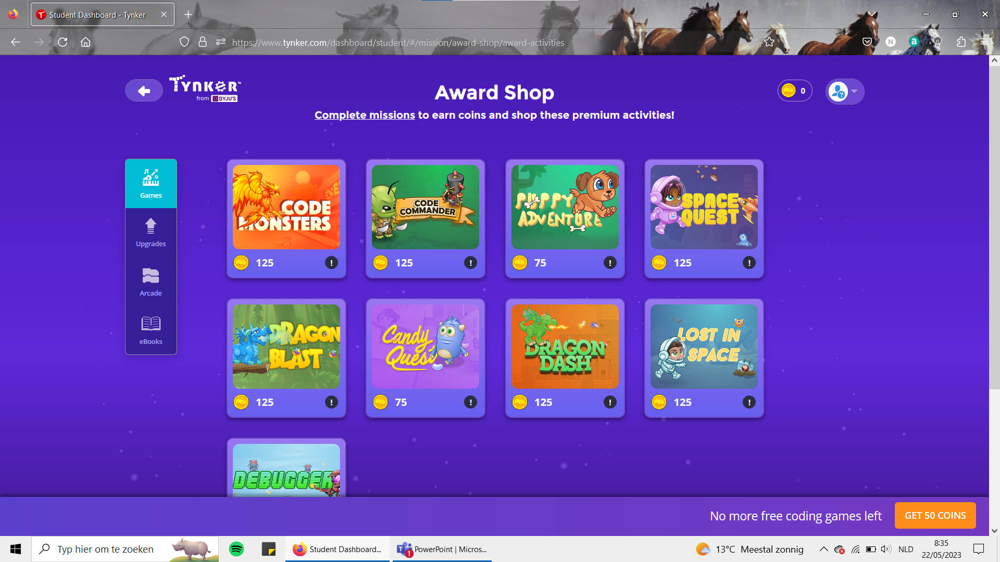 Student Dashboard - Tynker
https://www.tynker.com/dashboard/student/#/mission/award-shop/award-activities
TYNKER™
from BYJU'S
Award Shop
0
Complete missions to earn coins and shop these premium activities!
Games
Upgrades
Arcade
eBooks
CODE
MONSTERS
125
CODE
COMMANDER
125
PUPPY
ADVENTURE
75
SPACE
QUEST
125
DRAGON
BLAST
125
Candy
Quest
75
DRAGON
DASH
125
LOST IN
SPACE
125
DEBUGGER
No more free coding games left
GET 50 COINS
Typ hier om te zoeken
Student Dashboard...
1
PowerPoint | Micros...
13°C Meestal zonnig
NLD
8:35
22/05/2023